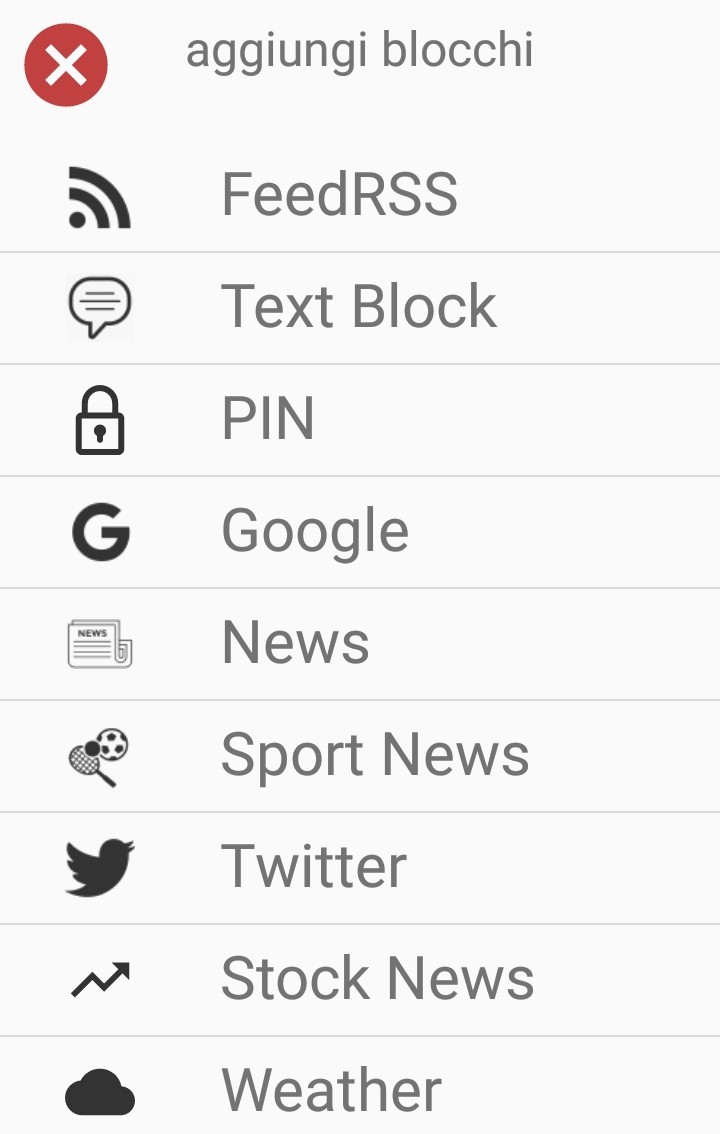 aggiungi blocchi
FeedRSS
Text Block
PIN
Google
NEWS
News
Sport News
Twitter
Stock News
Weather